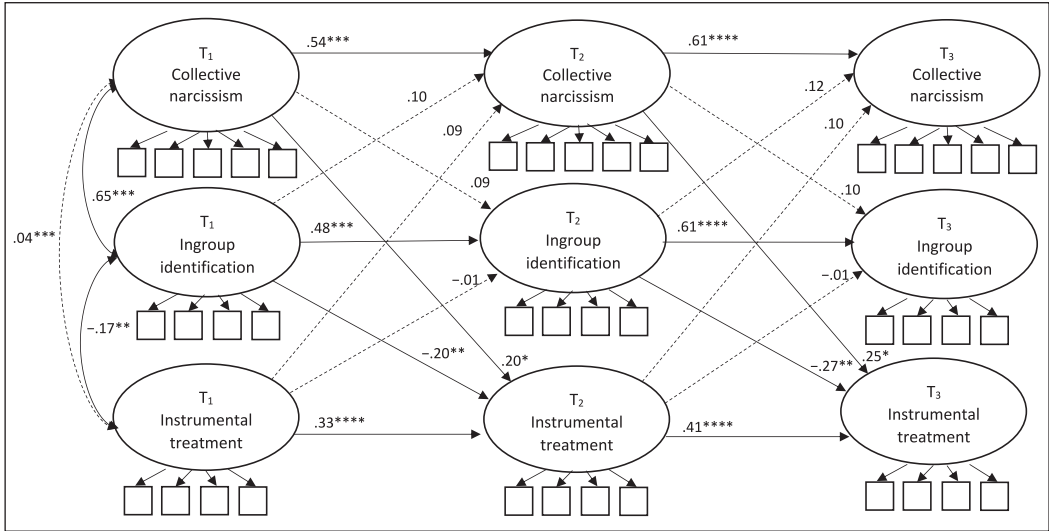 T1
Collective
narcissism
.54***
T2
Collective
narcissism
.61****
T3
Collective
narcissism
.10
.12
.09
.10
.65***
.09
.10
.04***
T1
Ingroup
identification
.48***
T2
Ingroup
identification
.61****
T3
Ingroup
identification
−.01
−.01
−.17**
−.20**
.20*
−.27**
.25*
T1
Instrumental
treatment
.33****
T2
Instrumental
treatment
.41****
T3
Instrumental
treatment